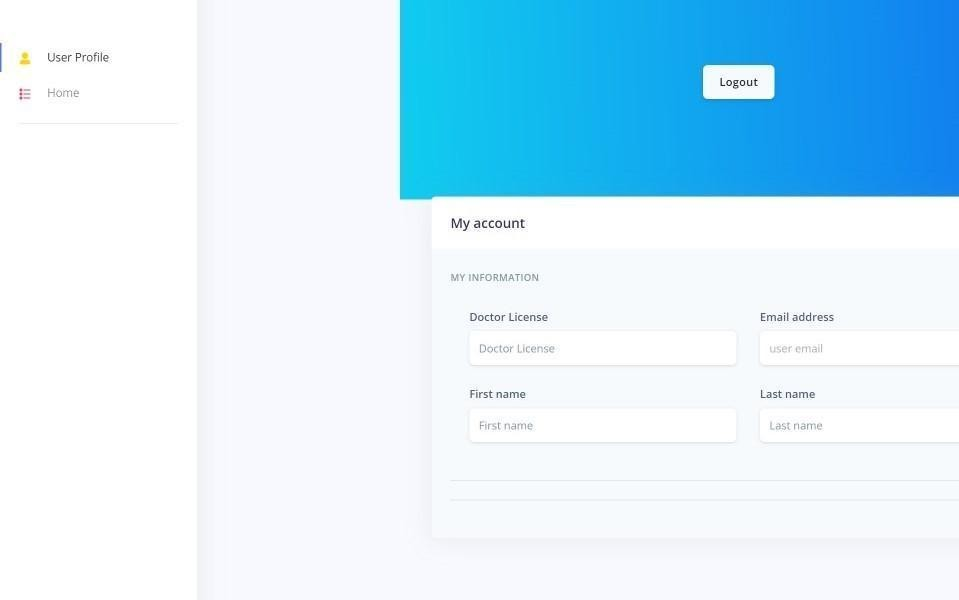 User Profile
Home
Logout
My account
MY INFORMATION
Doctor License
Email address
Doctor License
user email
First name
Last name
First name
Last name